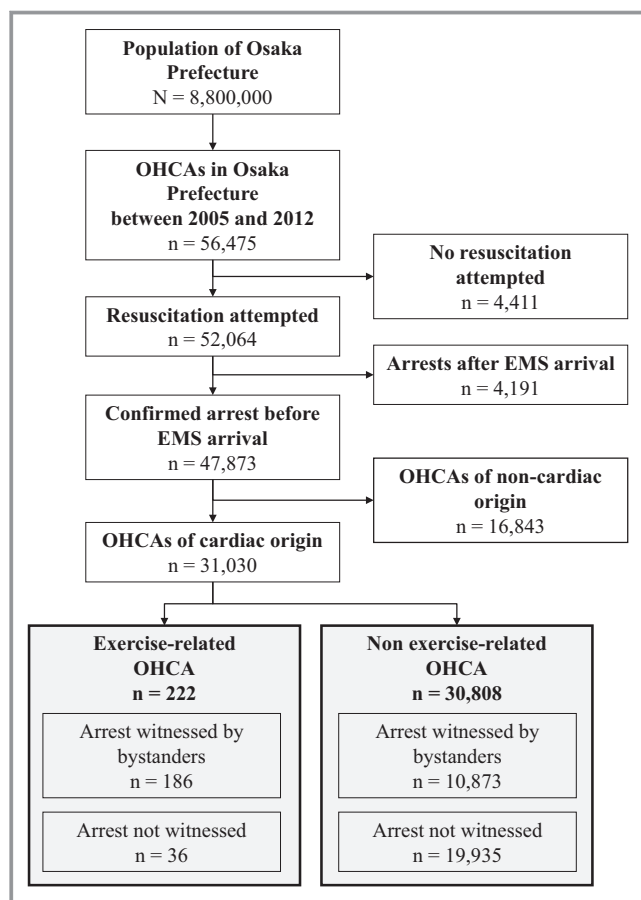 Population of Osaka
Prefecture
N = 8,800,000
OHCAs in Osaka
Prefecture
between 2005 and 2012
n = 56,475
No resuscitation
attempted
n = 4,411
Resuscitation attempted
n = 52,064
Arrests after EMS arrival
n = 4,191
Confirmed arrest before
EMS arrival
n = 47,873
OHCAs of non-cardiac
origin
n = 16,843
OHCAs of cardiac origin
n = 31,030
Exercise-related
OHCA
n = 222
Arrest witnessed by
bystanders
n = 186
Arrest not witnessed
n = 36
Non exercise-related
OHCA
n = 30,808
Arrest witnessed by
bystanders
n = 10,873
Arrest not witnessed
n = 19,935